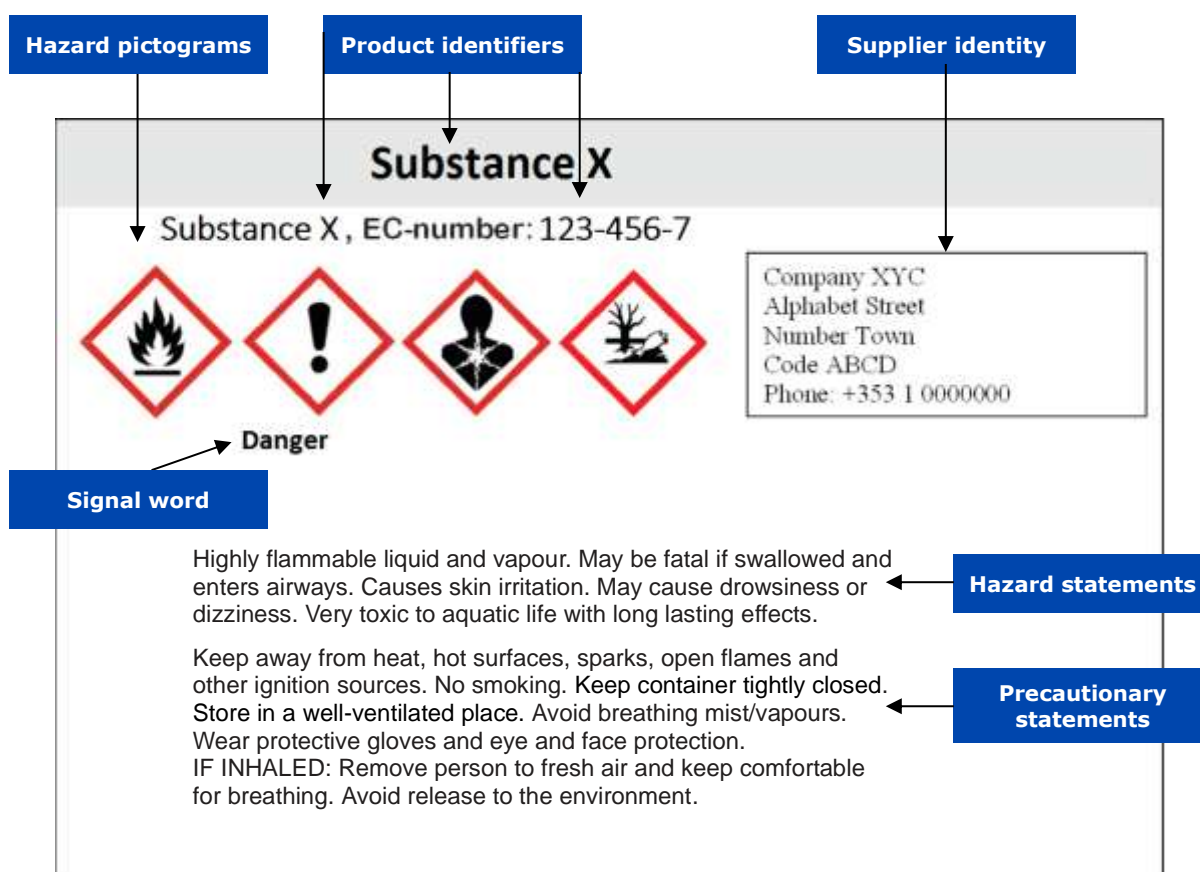 Hazard pictograms
Product identifiers
Supplier identity
Substance X
Substance X , EC-number: 123-456-7
Company XYC
Alphabet Street
Number Town
Code ABCD
Phone: +353 1 0000000
Danger
Signal word
Highly flammable liquid and vapour. May be fatal if swallowed and
enters airways. Causes skin irritation. May cause drowsiness or
dizziness. Very toxic to aquatic life with long lasting effects.
Hazard statements
Keep away from heat, hot surfaces, sparks, open flames and
other ignition sources. No smoking. Keep container tightly closed.
Store in a well-ventilated place. Avoid breathing mist/vapours.
Wear protective gloves and eye and face protection.
IF INHALED: Remove person to fresh air and keep comfortable
for breathing. Avoid release to the environment.
Precautionary
statements